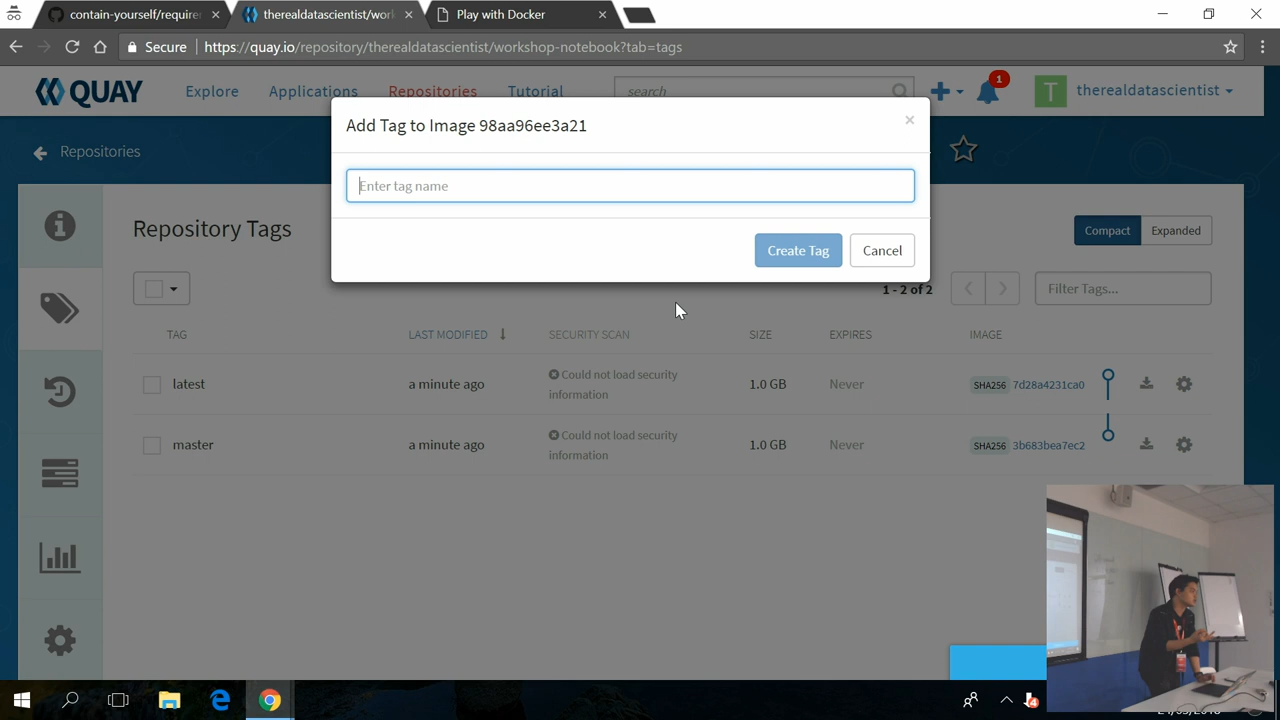 contain-yourself/require
therealdatascientist/work
Play with Docker
Secure
https://quay.io/repository/therealdatascientist/workshop-notebook?tab=tags
QUAY
Explore
Applications
Repositories
Tutorial
search
1
T
therealdatascientist
Repositories
Add Tag to Image 98aa96ee3a21
Enter tag name
Create Tag
Cancel
Repository Tags
Compact
Expanded
1 - 2 of 2
Filter Tags...
TAG
LAST MODIFIED
SECURITY SCAN
SIZE
EXPIRES
IMAGE
latest
a minute ago
Could not load security
information
1.0 GB
Never
SHA256 7d28a4231ca0
master
a minute ago
Could not load security
information
1.0 GB
Never
SHA256 3b683bea7ec2